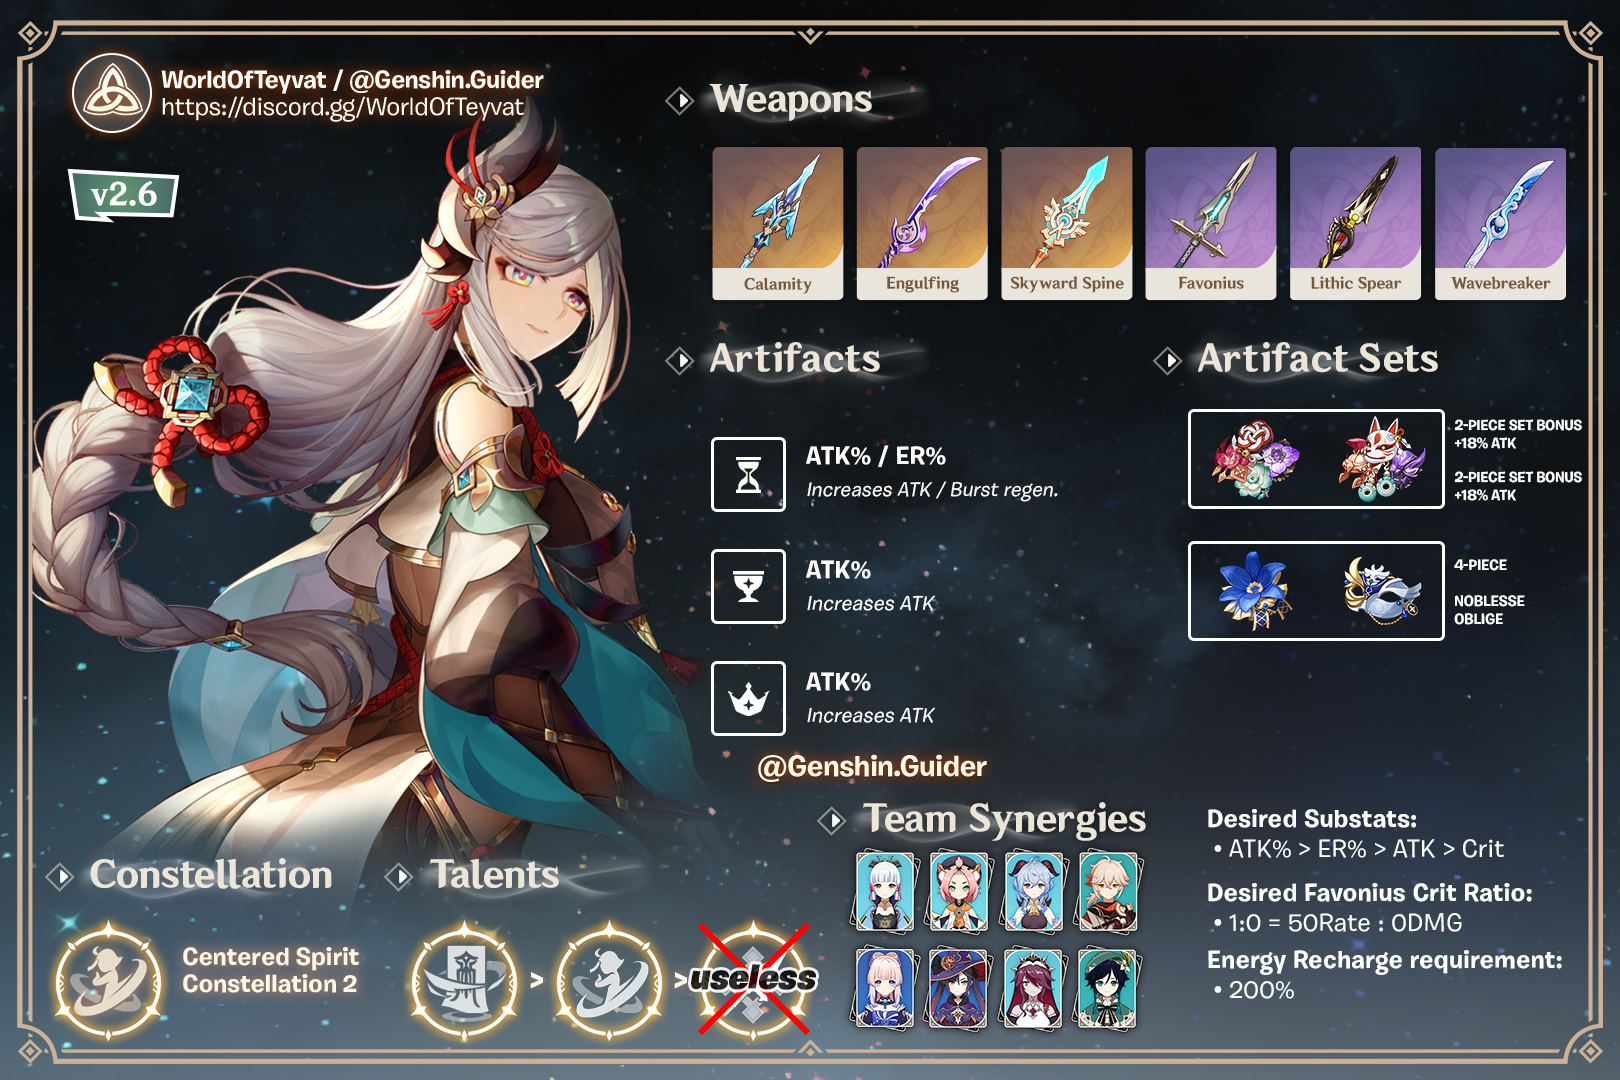 WorldOfTeyvat / @Genshin.Guider
https://discord.gg/WorldOfTeyvat
v2.6
Weapons
Calamity
Engulfing
Skyward Spine
Favonius
Lithic Spear
Wavebreaker
Artifacts
ATK% / ER%
Increases ATK / Burst regen.
ATK%
Increases ATK
ATK%
Increases ATK
@Genshin.Guider
Artifact Sets
2-PIECE SET BONUS
+18% ATK
2-PIECE SET BONUS
+18% ATK
4-PIECE
NOBLESSE
OBLIGE
Constellation
Centered Spirit
Constellation 2
Talents
>
>
useless
Team Synergies
Desired Substats:
• ATK% > ER% > ATK > Crit
Desired Favonius Crit Ratio:
• 1:0 = 50Rate : 0DMG
Energy Recharge requirement:
• 200%